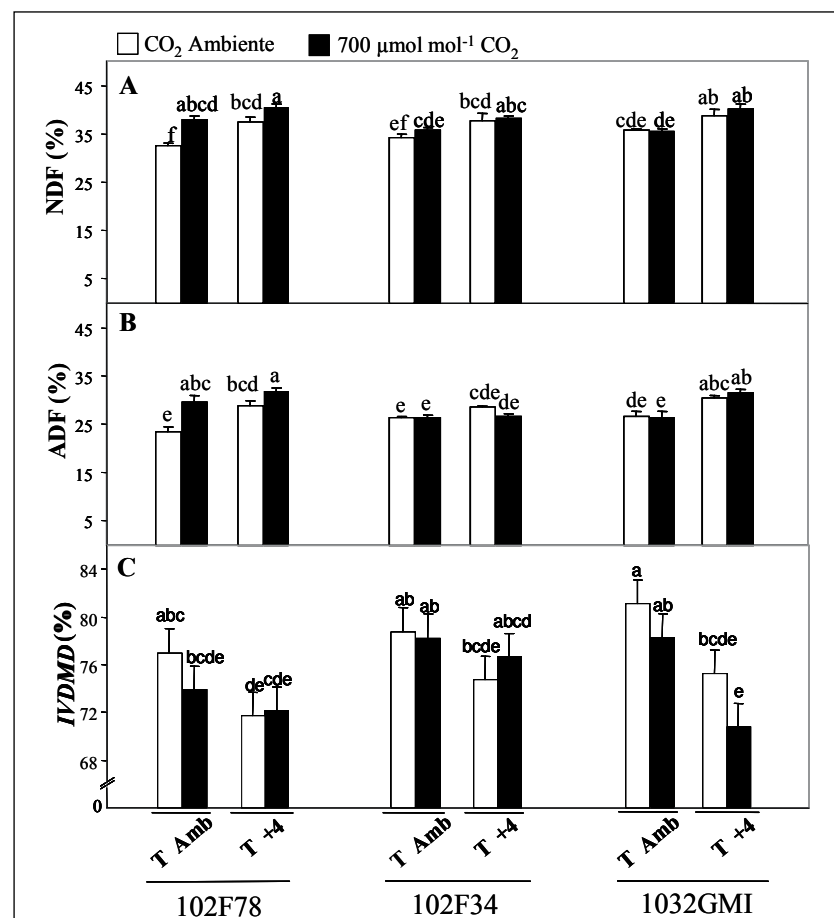 CO₂ Ambiente 700 µmol mol⁻¹ CO₂
A
45
35
25
15
5
NDF (%)
f abcd bcd a ef cde bcd abc cde de ab ab
B
45
35
25
15
5
ADF (%)
e abc bcd a e e cde de de e abc ab
C
84
80
76
72
68
0
IVDMD (%)
abc bcde de cde ab ab bcde abcd a ab bcde e
T Amb T +4 T Amb T +4 T Amb T +4
102F78 102F34 1032GMI